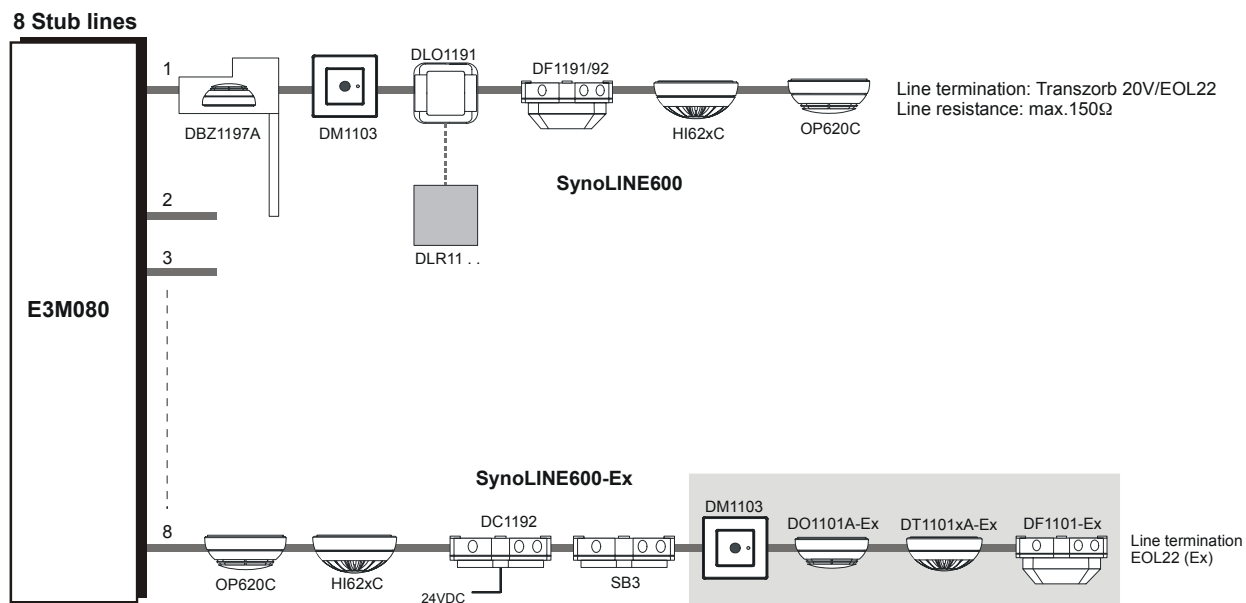 8 Stub lines
E3M080
1
DBZ1197A
DM1103
DLO1191
DLR11 . .
DF1191/92
HI62xC
OP620C
Line termination: Transzorb 20V/EOL22
Line resistance: max.150Ω
SynoLINE600
2
3
SynoLINE600-Ex
8
OP620C
HI62xC
DC1192
24VDC
SB3
DM1103
DO1101A-Ex
DT1101xA-Ex
DF1101-Ex
Line termination
EOL22 (Ex)